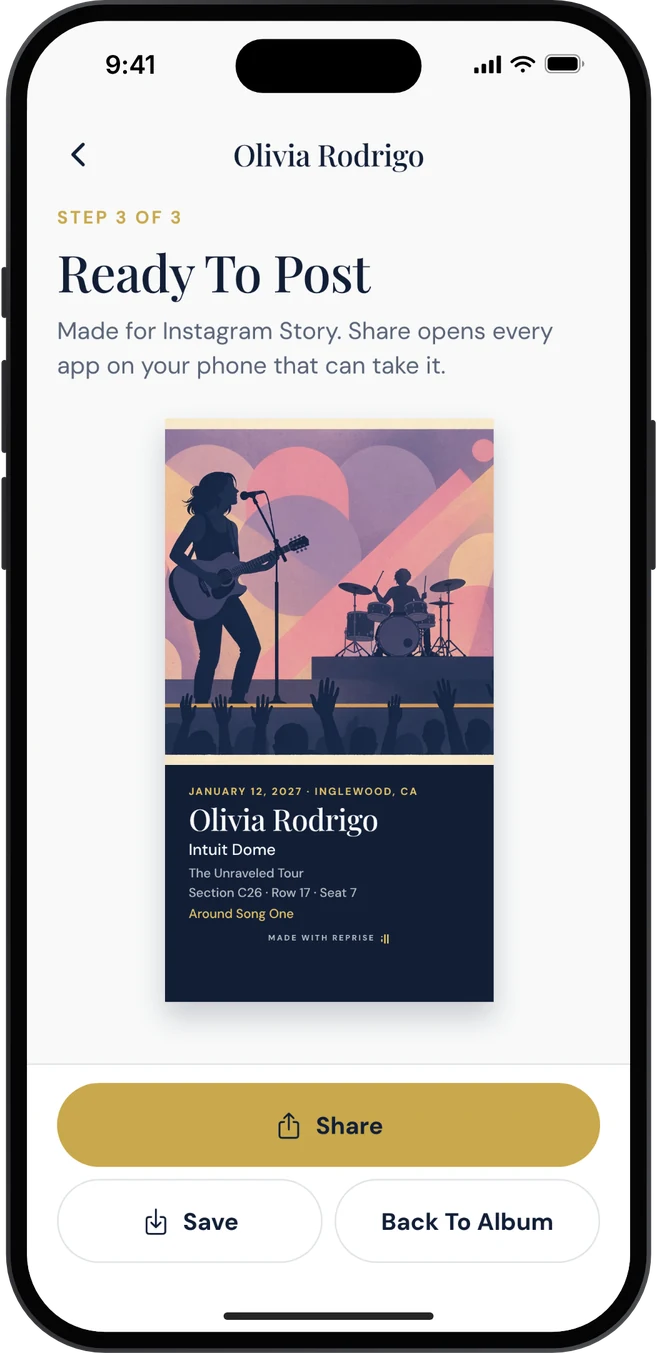 9:41
Olivia Rodrigo
STEP 3 OF 3
Ready To Post
Made for Instagram Story. Share opens every
app on your phone that can take it.
JANUARY 12, 2027 · INGLEWOOD, CA
Olivia Rodrigo
Intuit Dome
The Unraveled Tour
Section C26 · Row 17 · Seat 7
Around Song One
MADE WITH REPRISE
Share
Save
Back To Album